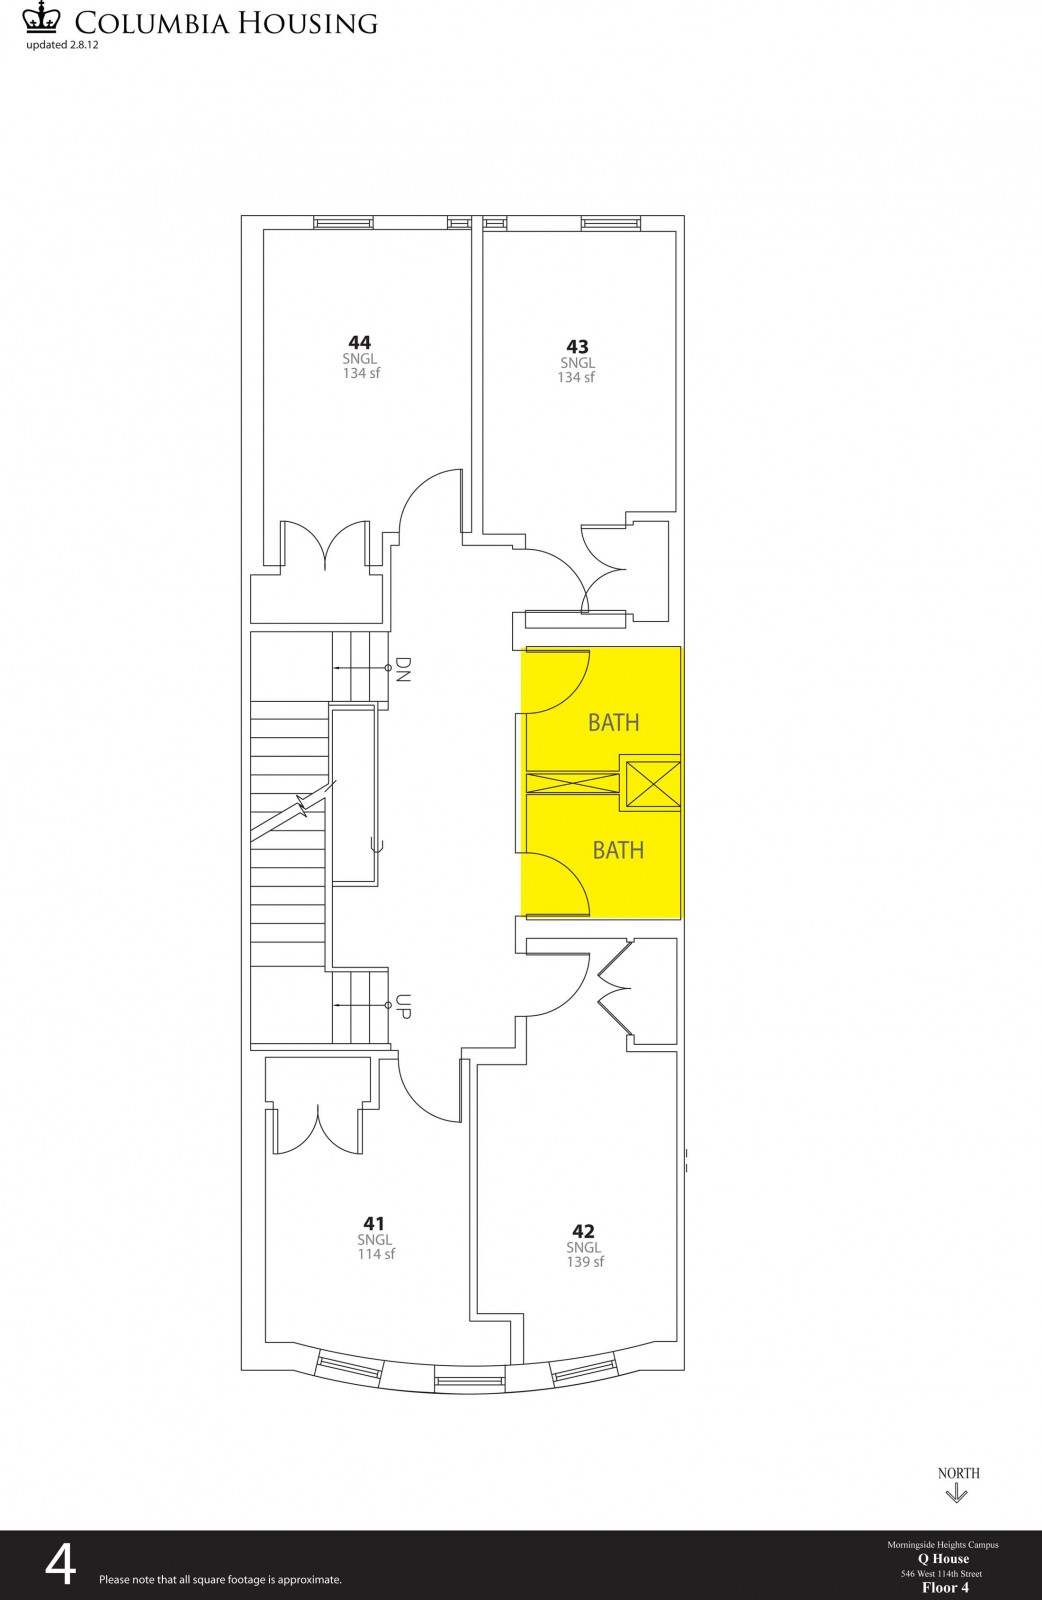 COLUMBIA HOUSING
updated 2.8.12
44
SNGL
134 sf
43
SNGL
134 sf
DN
BATH
BATH
UP
41
SNGL
114 sf
42
SNGL
139 sf
NORTH
4
Please note that all square footage is approximate.
Morningside Heights Campus
Q House
546 West 114th Street
Floor 4